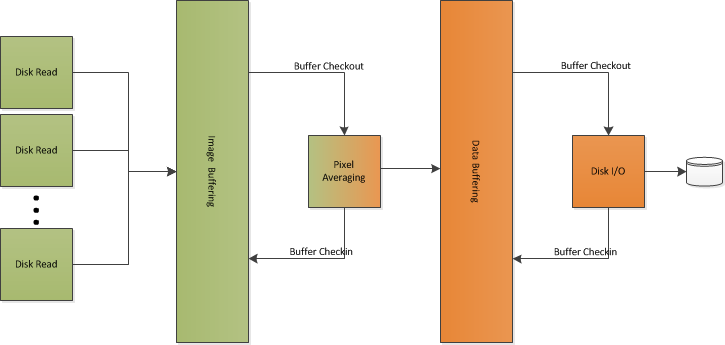 Disk Read
Disk Read
Disk Read
Image Buffering
Buffer Checkout
Pixel
Averaging
Buffer Checkin
Data Buffering
Buffer Checkout
Disk I/O
Buffer Checkin